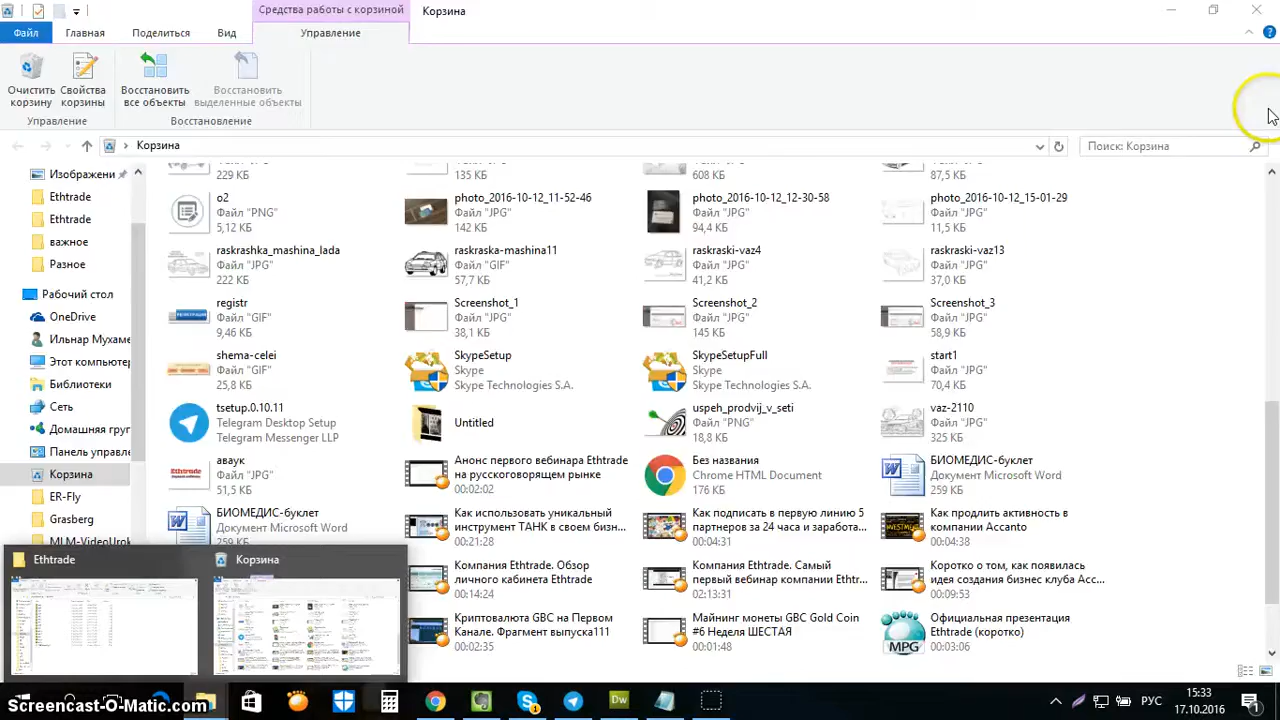 Средства работы с корзиной
Корзина
Файл
Главная
Поделиться
Вид
Управление
Очистить корзину
Свойства корзины
Восстановить все объекты
Восстановить выделенные объекты
Управление
Восстановление
Корзина
Поиск: Корзина
Изображени
Ethtrade
Ethtrade
важное
Разное
Рабочий стол
OneDrive
Ильнар Мухаме
Этот компьютер
Библиотеки
Сеть
Домашняя груп
Панель управле
Корзина
ER-Fly
Grasberg
MLM-VideoUrok
229 КБ
135 КБ
608 КБ
87,5 КБ
o2
Файл "PNG"
5,12 КБ
photo_2016-10-12_11-52-46
Файл "JPG"
142 КБ
photo_2016-10-12_12-30-58
Файл "JPG"
94,4 КБ
photo_2016-10-12_15-01-29
Файл "JPG"
11,5 КБ
raskrashka_mashina_lada
Файл "JPG"
222 КБ
raskraska-mashina11
Файл "GIF"
57,7 КБ
raskraski-vaz4
Файл "JPG"
41,2 КБ
raskraski-vaz13
Файл "JPG"
37,0 КБ
registr
Файл "GIF"
9,46 КБ
Screenshot_1
Файл "JPG"
38,1 КБ
Screenshot_2
Файл "JPG"
145 КБ
Screenshot_3
Файл "JPG"
58,9 КБ
shema-celei
Файл "GIF"
25,8 КБ
SkypeSetup
Skype
Skype Technologies S.A.
SkypeSetupFull
Skype
Skype Technologies S.A.
start1
Файл "JPG"
70,4 КБ
tsetup.0.10.11
Telegram Desktop Setup
Telegram Messenger LLP
Untitled
uspeh_prodvij_v_seti
Файл "PNG"
18,8 КБ
vaz-2110
Файл "JPG"
325 КБ
аваук
Файл "JPG"
51,5 КБ
Анонс первого вебинара Ethtrade
на русскоговорящем рынке
00:02:02
Без названия
Chrome HTML Document
176 КБ
БИОМЕДИС-буклет
Документ Microsoft Word
259 КБ
БИОМЕДИС-буклет
Документ Microsoft Word
259 КБ
Как использовать уникальный
инструмент ТАНК в своем бизн...
00:21:28
Как подписать в первую линию 5
партнеров за 24 часа и заработа...
00:04:31
Как продлить активность в
компании Accanto
00:04:38
Компания Ethtrade. Обзор
личного кабинета Ethtrade
00:14:24
Компания Ethtrade. Самый
первый вебинар компании Ethtr...
02:13:31
Коротко о том, как появилась
идея создания бизнес клуба Acc...
00:09:53
Криптовалюта GBC на Первом
Канале. Фрагмент выпуска111
00:02:35
Майнинг монеты GBC Gold Coin
#6 Неделя ШЕСТАЯ
00:01:48
MPG
Официальная презентация
Ethtrade (коротко)
00:03:06
Ethtrade
Корзина
Screencast-O-Matic.com
Dw
РУС
15:33
17.10.2016